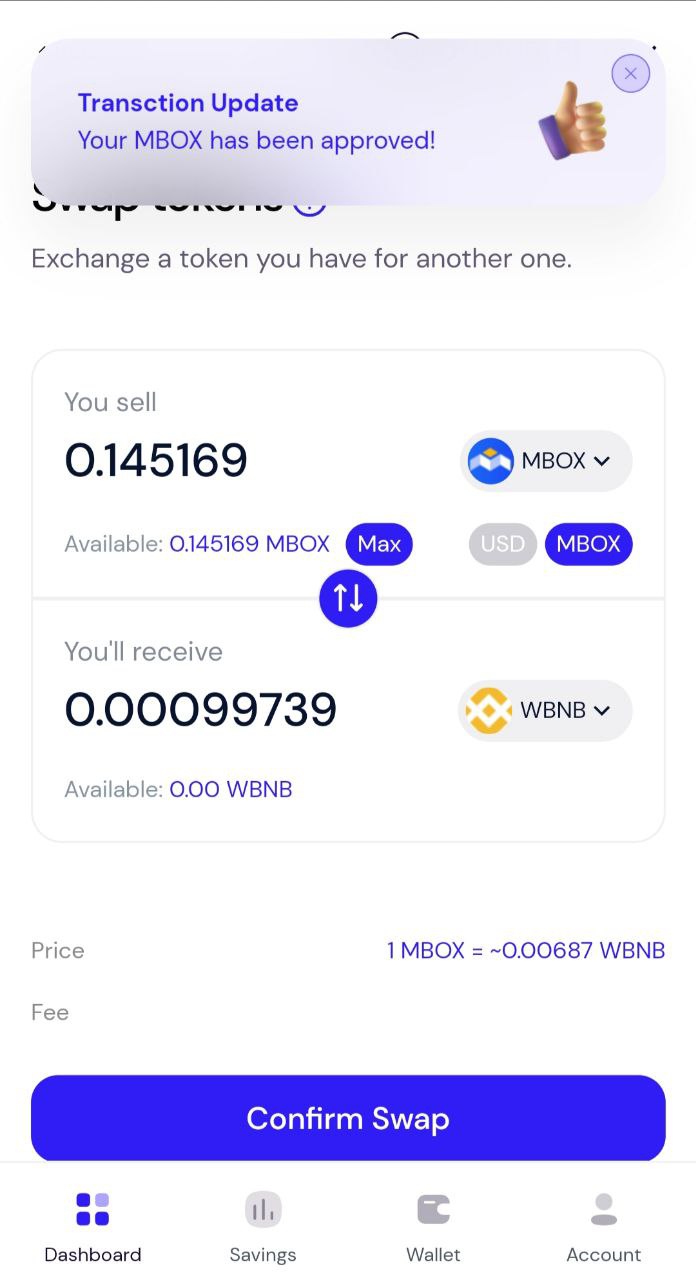 Transction Update
Your MBOX has been approved!
Swap tokens
Exchange a token you have for another one.
You sell
0.145169
MBOX
Available: 0.145169 MBOX Max USD MBOX
You'll receive
0.00099739
WBNB
Available: 0.00 WBNB
Price 1 MBOX = ~0.00687 WBNB
Fee
Confirm Swap
Dashboard Savings Wallet Account